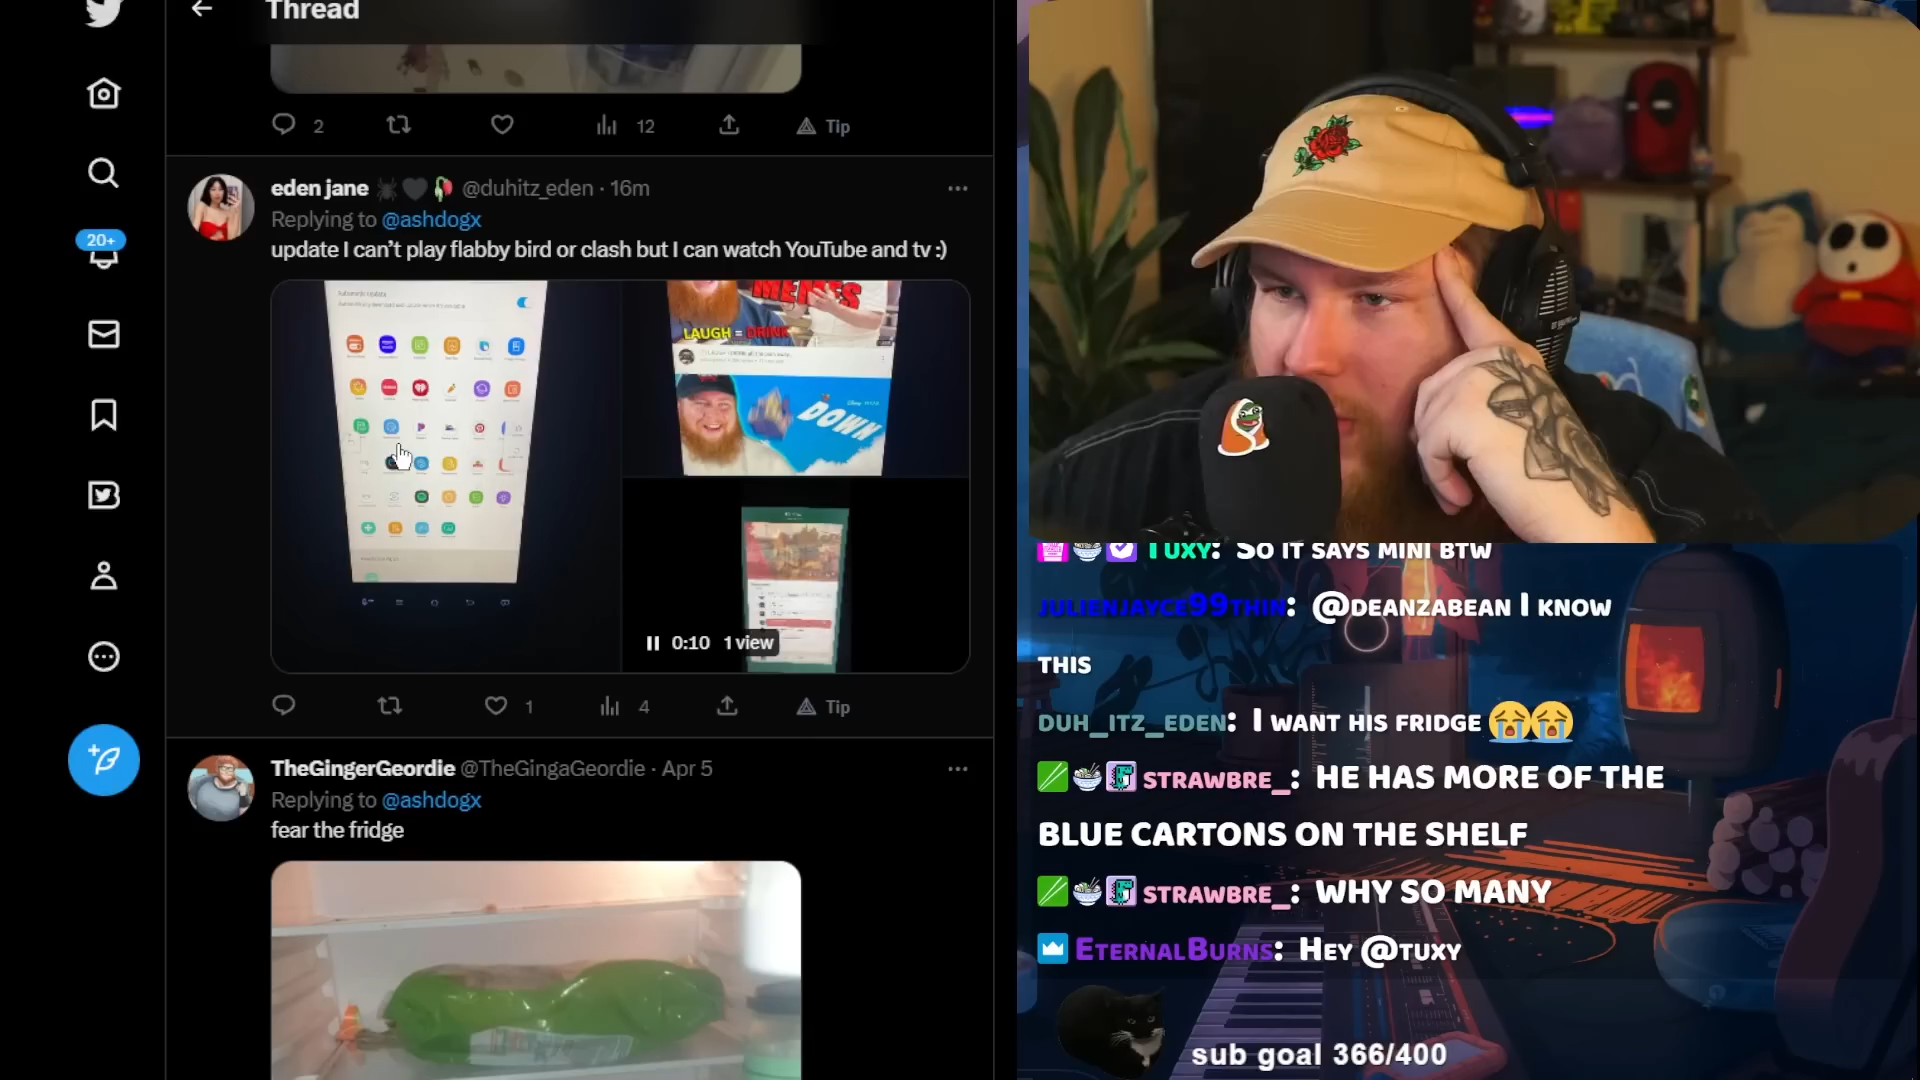 Thread
2
12
Tip
20+
eden jane @duhitz_eden · 16m
Replying to @ashdogx
update I can't play flabby bird or clash but I can watch YouTube and tv :)
MEMES
LAUGH = DRINK
DOWN
0:10 1 view
1
4
Tip
TheGingerGeordie @TheGingaGeordie · Apr 5
Replying to @ashdogx
fear the fridge
TUXY: SO IT SAYS MINI BTW
JULIENJAYCE99THIN: @DEANZABEAN I KNOW
THIS
DUH_ITZ_EDEN: I WANT HIS FRIDGE 😭😭
STRAWBRE_: HE HAS MORE OF THE
BLUE CARTONS ON THE SHELF
STRAWBRE_: WHY SO MANY
ETERNALBURNS: HEY @TUXY
sub goal 366/400